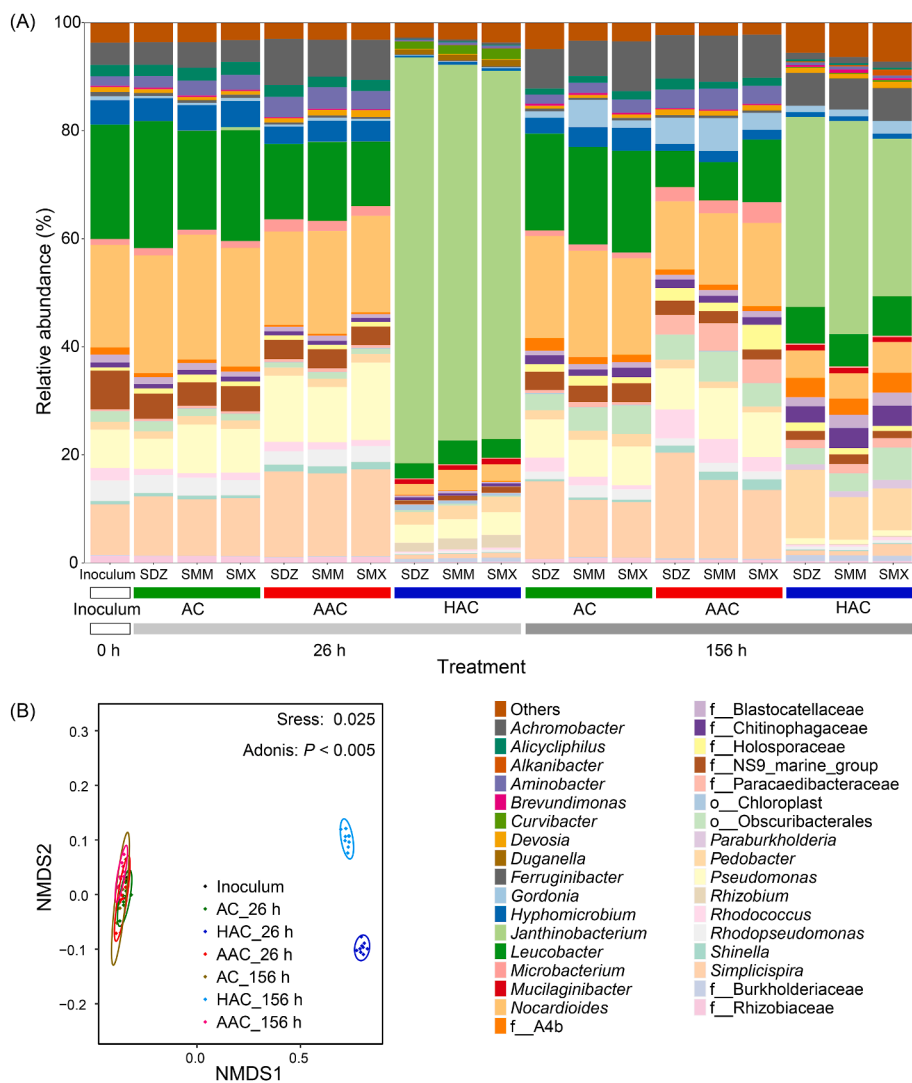 (A)
Relative abundance (%)
100
80
60
40
20
0
Inoculum SDZ SMM SMX SDZ SMM SMX SDZ SMM SMX SDZ SMM SMX SDZ SMM SMX SDZ SMM SMX
Inoculum AC AAC HAC AC AAC HAC
0 h 26 h 156 h
Treatment
(B)
Sress: 0.025
Adonis: P < 0.005
NMDS2
0.3
0.2
0.1
0.0
−0.1
−0.2
Inoculum
AC_26 h
HAC_26 h
AAC_26 h
AC_156 h
HAC_156 h
AAC_156 h
0.0 0.5
NMDS1
Others
Achromobacter
Alicycliphilus
Alkanibacter
Aminobacter
Brevundimonas
Curvibacter
Devosia
Duganella
Ferruginibacter
Gordonia
Hyphomicrobium
Janthinobacterium
Leucobacter
Microbacterium
Mucilaginibacter
Nocardioides
f__A4b
f__Blastocatellaceae
f__Chitinophagaceae
f__Holosporaceae
f__NS9_marine_group
f__Paracaedibacteraceae
o__Chloroplast
o__Obscuribacterales
Paraburkholderia
Pedobacter
Pseudomonas
Rhizobium
Rhodococcus
Rhodopseudomonas
Shinella
Simplicispira
f__Burkholderiaceae
f__Rhizobiaceae